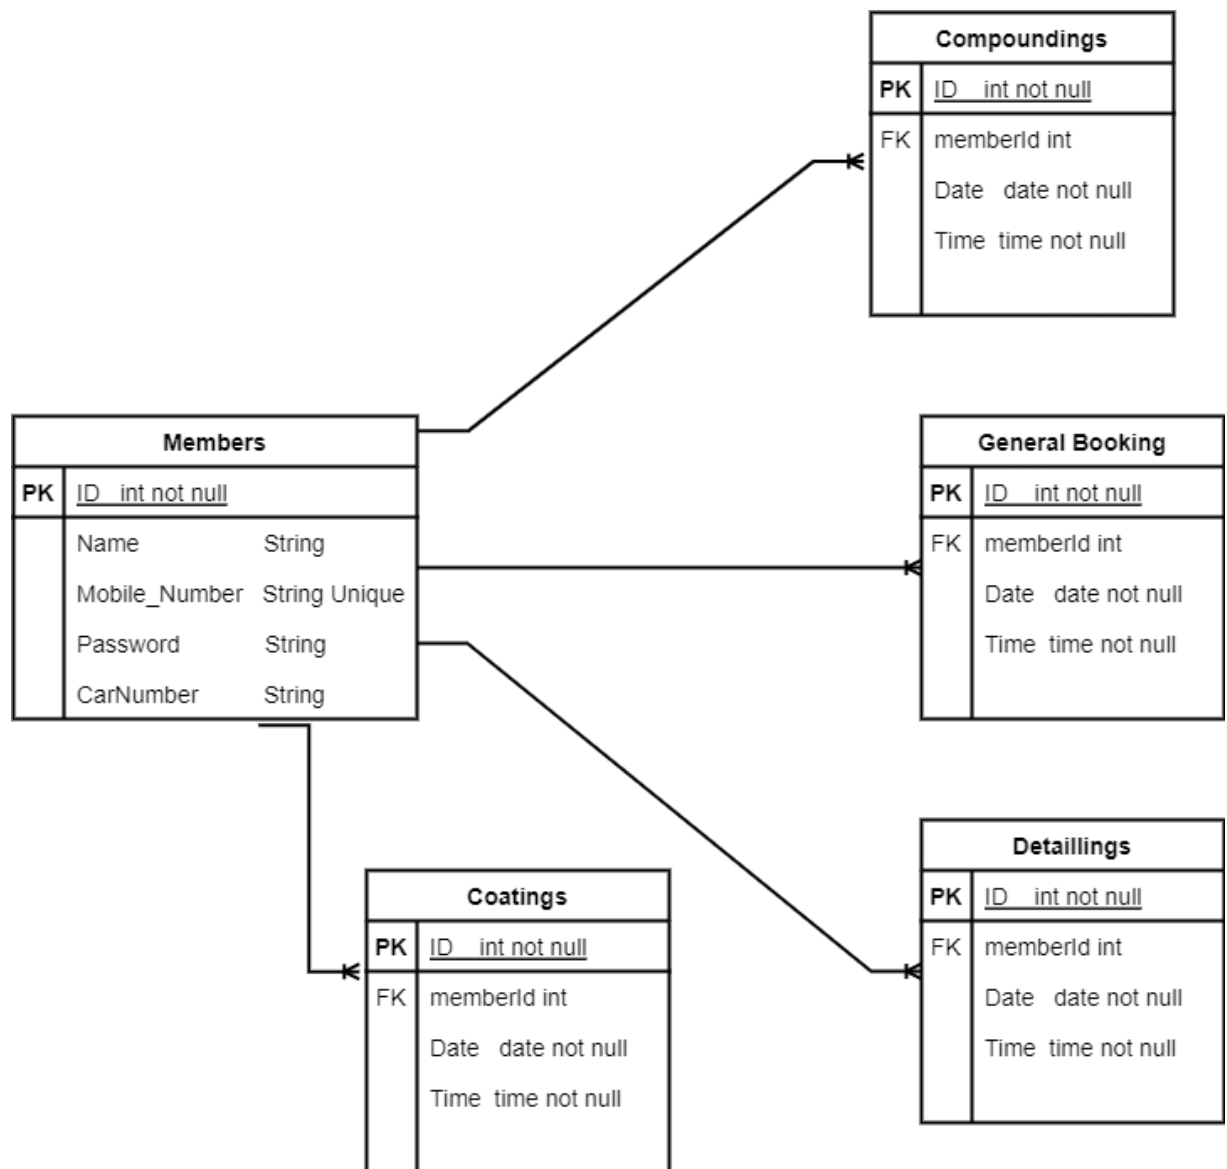 Compoundings
PK ID int not null
FK memberId int
Date date not null
Time time not null
Members
PK ID int not null
Name String
Mobile_Number String Unique
Password String
CarNumber String
General Booking
PK ID int not null
FK memberId int
Date date not null
Time time not null
Coatings
PK ID int not null
FK memberId int
Date date not null
Time time not null
Detaillings
PK ID int not null
FK memberId int
Date date not null
Time time not null